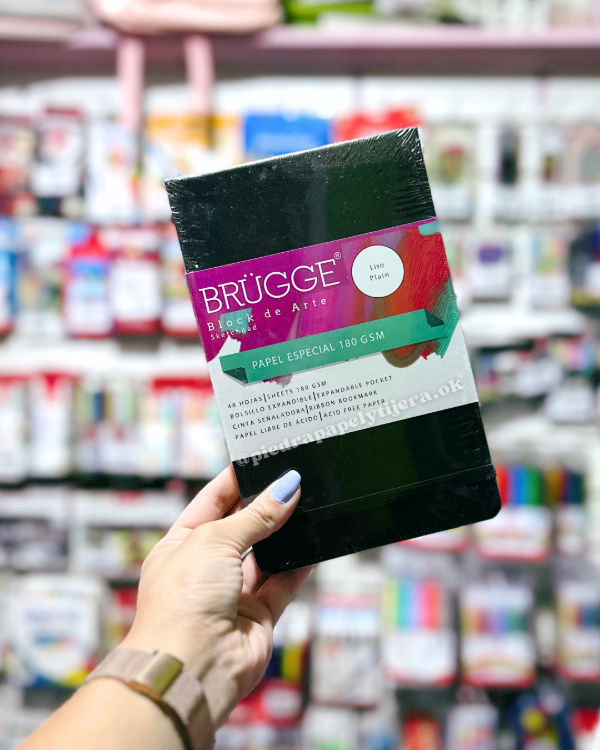 BRÜGGE®
Liso
Plain
Block de Arte
Sketchpad
PAPEL ESPECIAL 180 GSM
48 HOJAS|SHEETS 180 GSM
BOLSILLO EXPANDIBLE|EXPANDABLE POCKET
CINTA SEÑALADORA|RIBBON BOOKMARK
PAPEL LIBRE DE ÁCIDO|ACID FREE PAPER
@piedrapapelytijera.ok